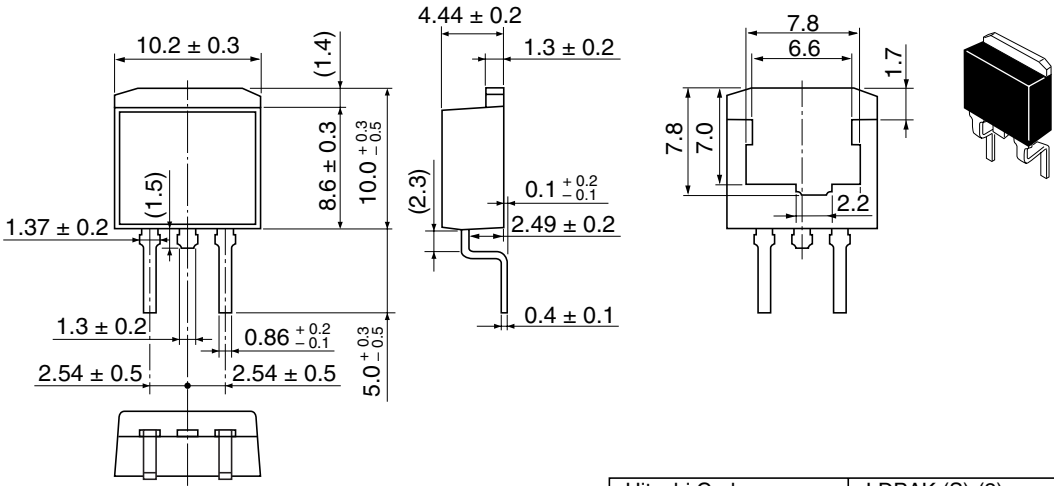 4.44 ± 0.2
10.2 ± 0.3
(1.4)
1.3 ± 0.2
7.8
6.6
1.7
8.6 ± 0.3
10.0 + 0.3 − 0.5
(1.5)
(2.3)
7.8
7.0
0.1 + 0.2 − 0.1
2.2
1.37 ± 0.2
2.49 ± 0.2
1.3 ± 0.2
0.86 + 0.2 − 0.1
0.4 ± 0.1
5.0 + 0.3 − 0.5
2.54 ± 0.5
2.54 ± 0.5